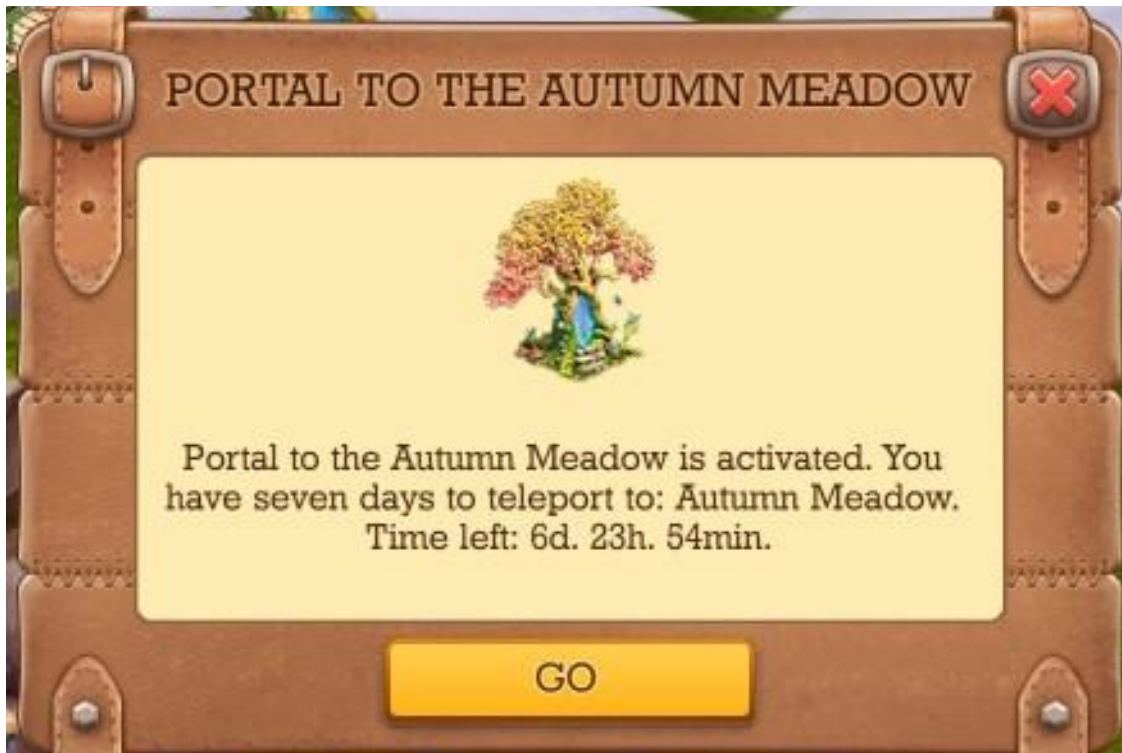 PORTAL TO THE AUTUMN MEADOW
Portal to the Autumn Meadow is activated. You
have seven days to teleport to: Autumn Meadow.
Time left: 6d. 23h. 54min.
GO